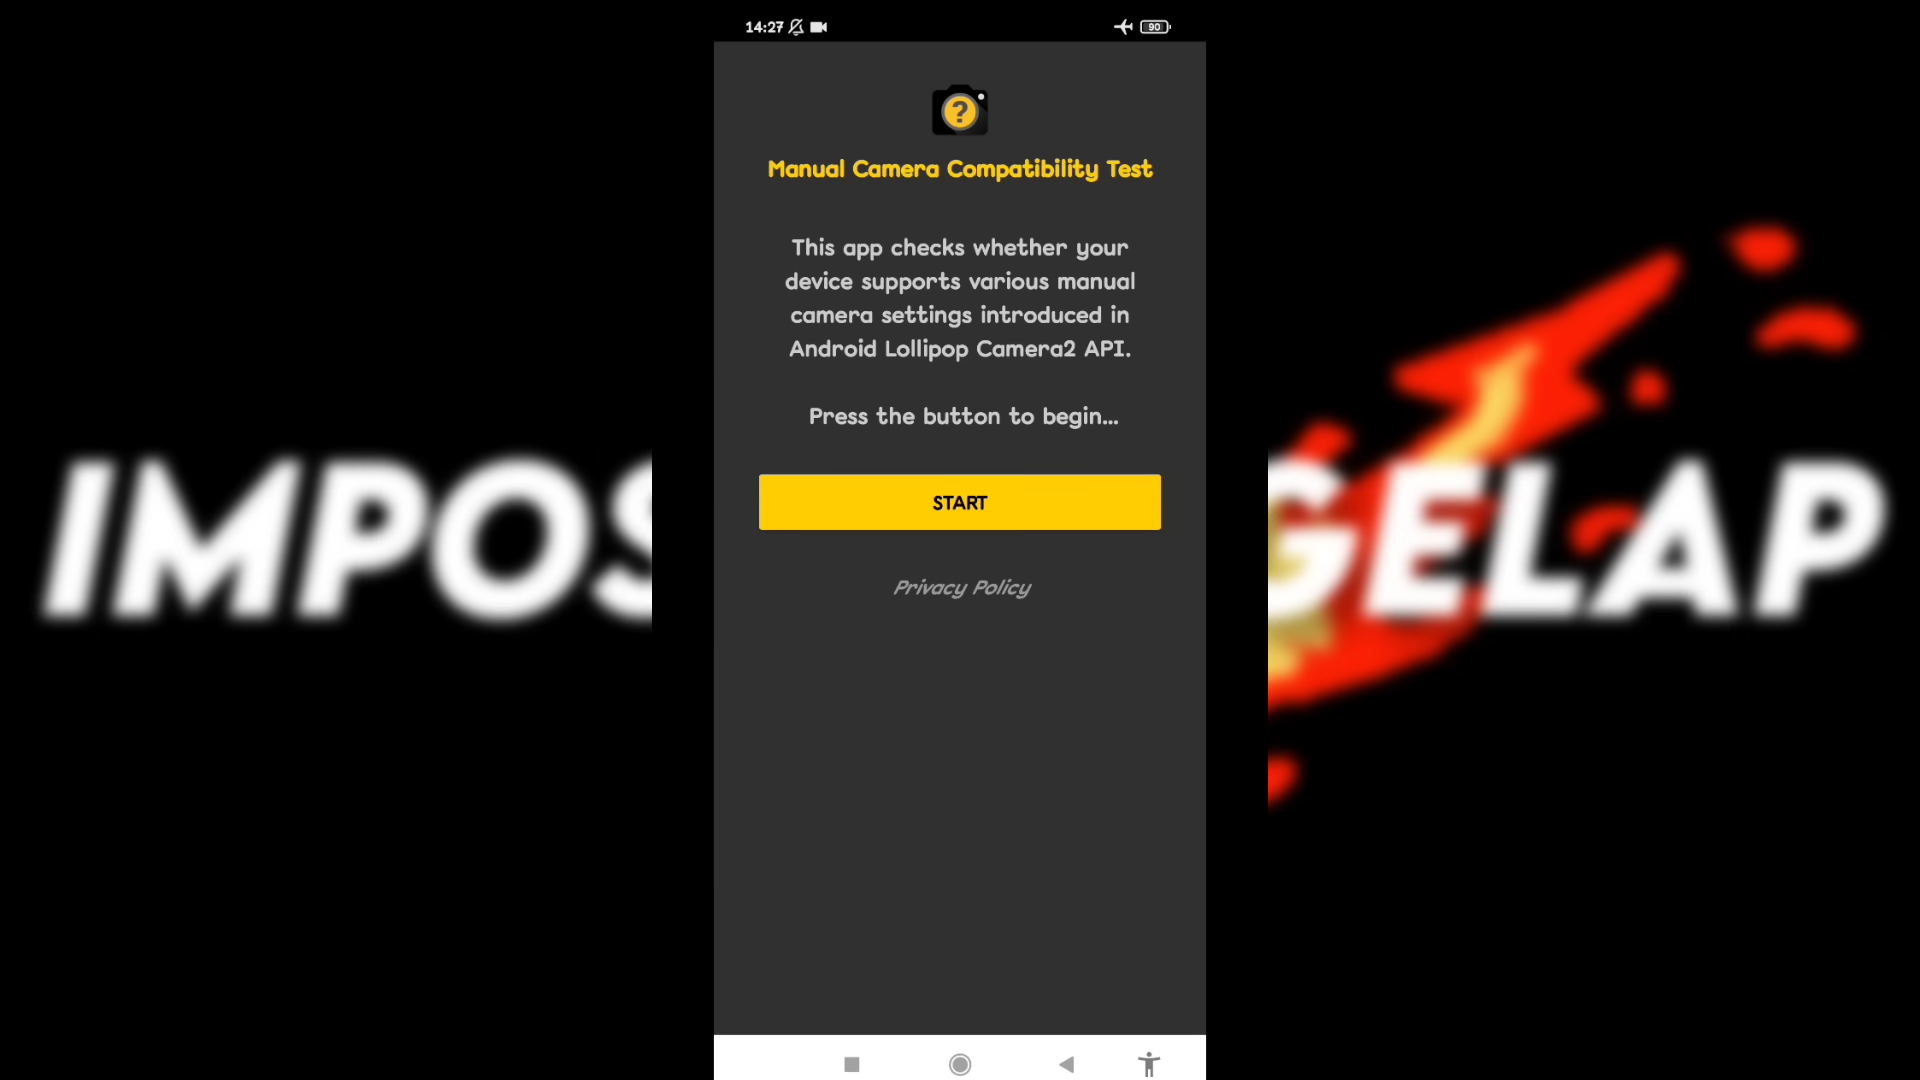 14:27
90
?
Manual Camera Compatibility Test
This app checks whether your
device supports various manual
camera settings introduced in
Android Lollipop Camera2 API.
Press the button to begin...
START
Privacy Policy
IMPOS
GELAP